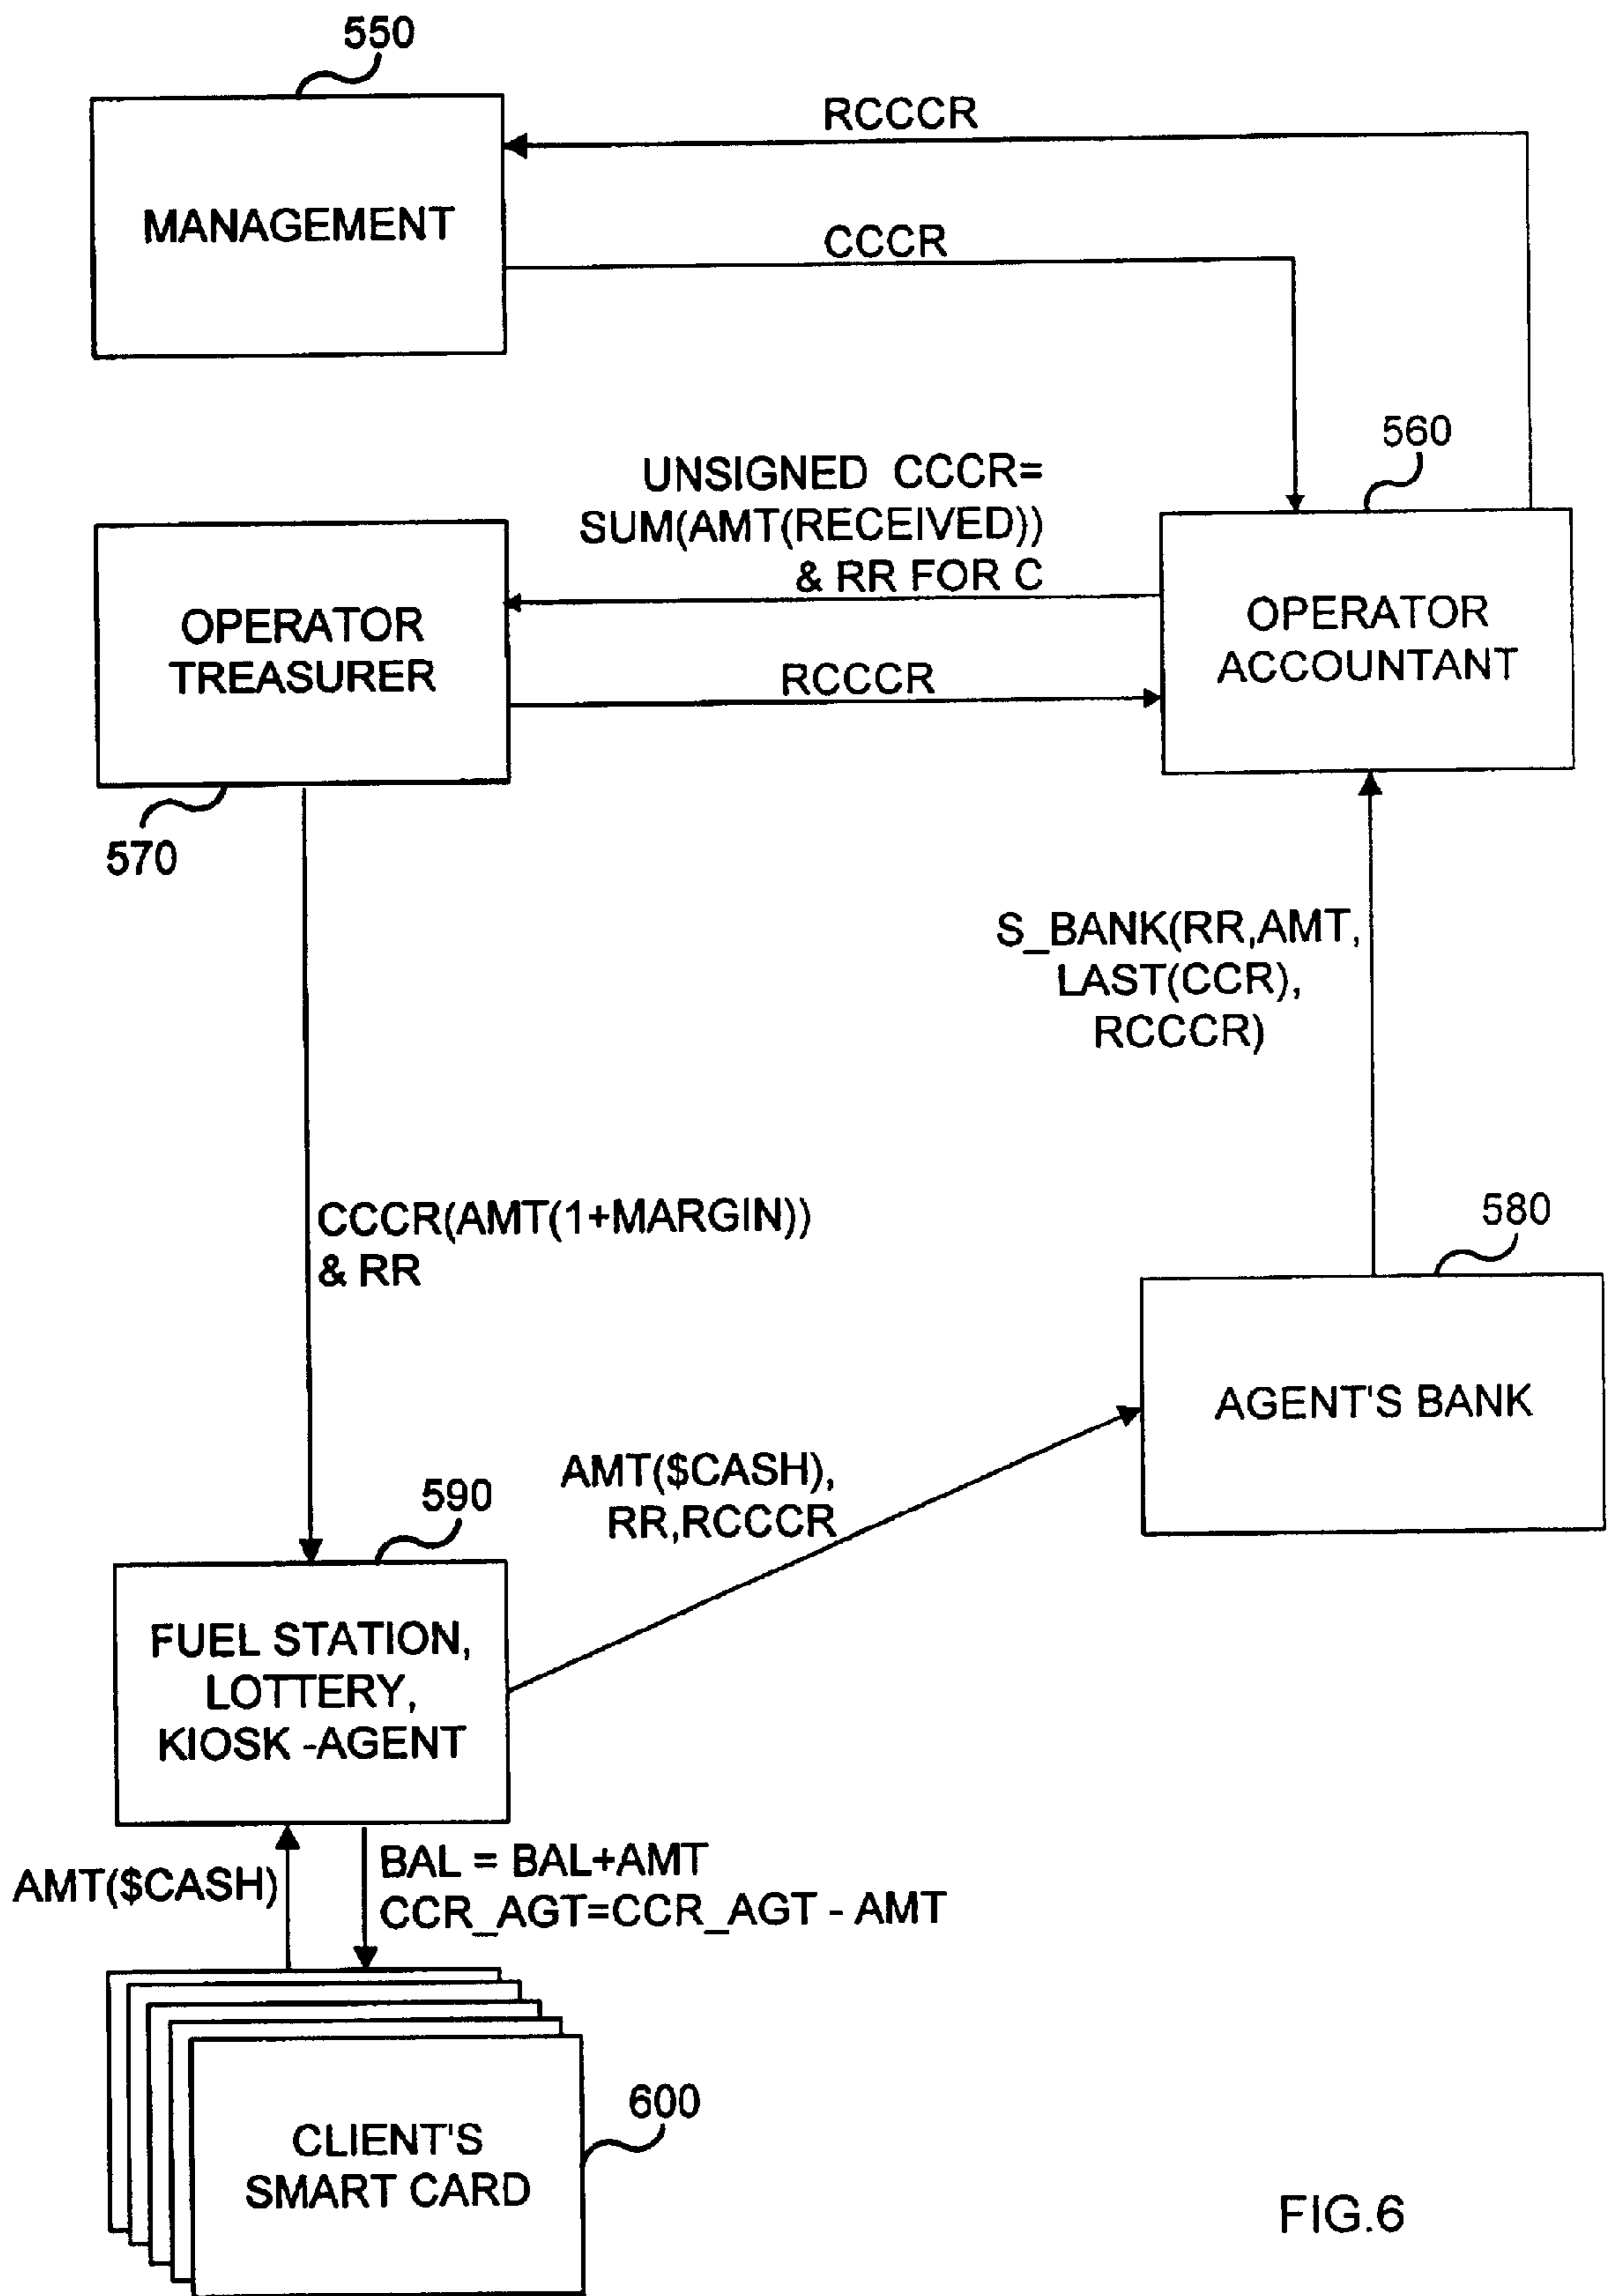 550
RCCCR
MANAGEMENT
CCCR
560
UNSIGNED CCCR=
SUM(AMT(RECEIVED))
& RR FOR C
OPERATOR
TREASURER
OPERATOR
ACCOUNTANT
RCCCR
570
S_BANK(RR,AMT,
LAST(CCR),
RCCCR)
CCCR(AMT(1+MARGIN))
& RR
580
AGENT'S BANK
AMT($CASH),
RR,RCCCR
590
FUEL STATION,
LOTTERY,
KIOSK -AGENT
AMT($CASH)
BAL = BAL+AMT
CCR_AGT=CCR_AGT - AMT
600
CLIENT'S
SMART CARD
FIG.6